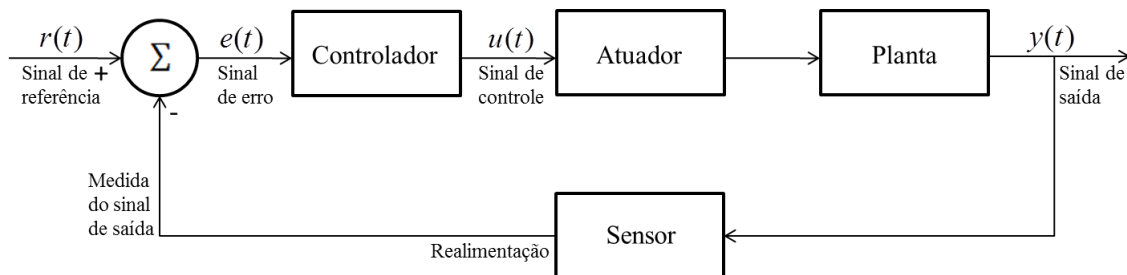 r(t)
Sinal de
referência
+
-
Σ
e(t)
Sinal
de erro
Controlador
u(t)
Sinal de
controle
Atuador
Planta
y(t)
Sinal de
saída
Medida
do sinal
de saída
Realimentação
Sensor